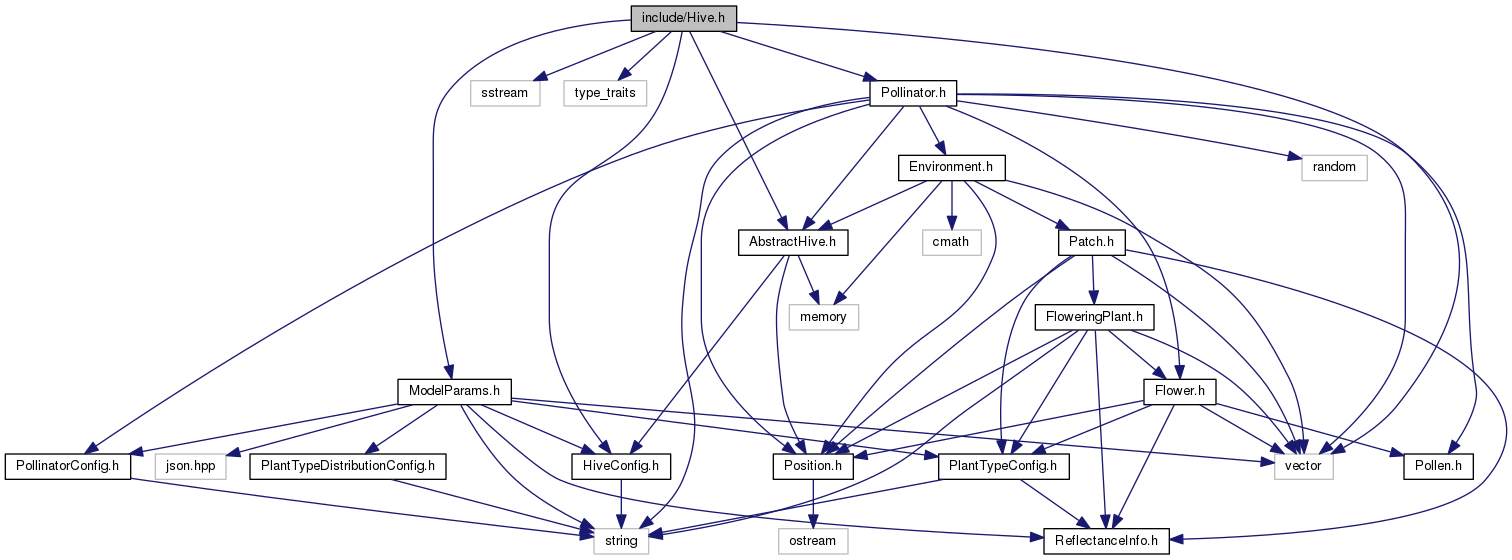 include/Hive.h
sstream
type_traits
Pollinator.h
Environment.h
random
AbstractHive.h
cmath
Patch.h
memory
FloweringPlant.h
ModelParams.h
Flower.h
PollinatorConfig.h
json.hpp
PlantTypeDistributionConfig.h
HiveConfig.h
Position.h
PlantTypeConfig.h
vector
Pollen.h
string
ostream
ReflectanceInfo.h